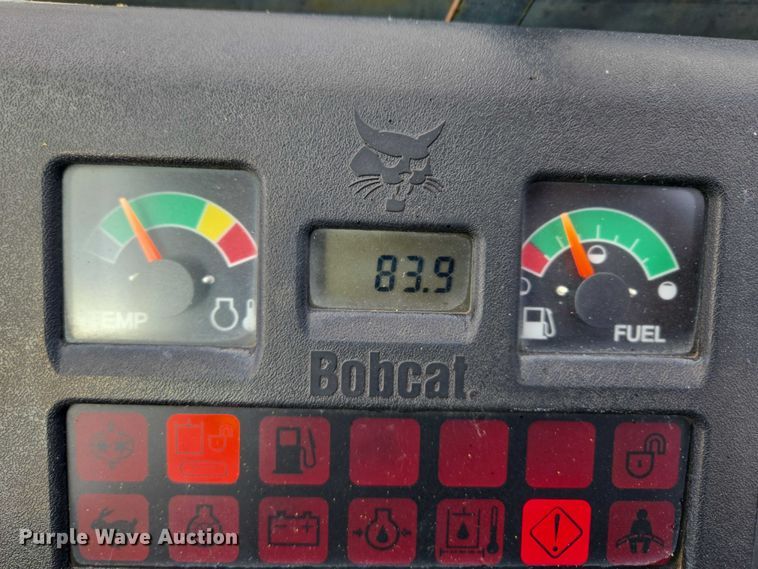 83.9
TEMP
FUEL
Bobcat.
Purple Wave Auction